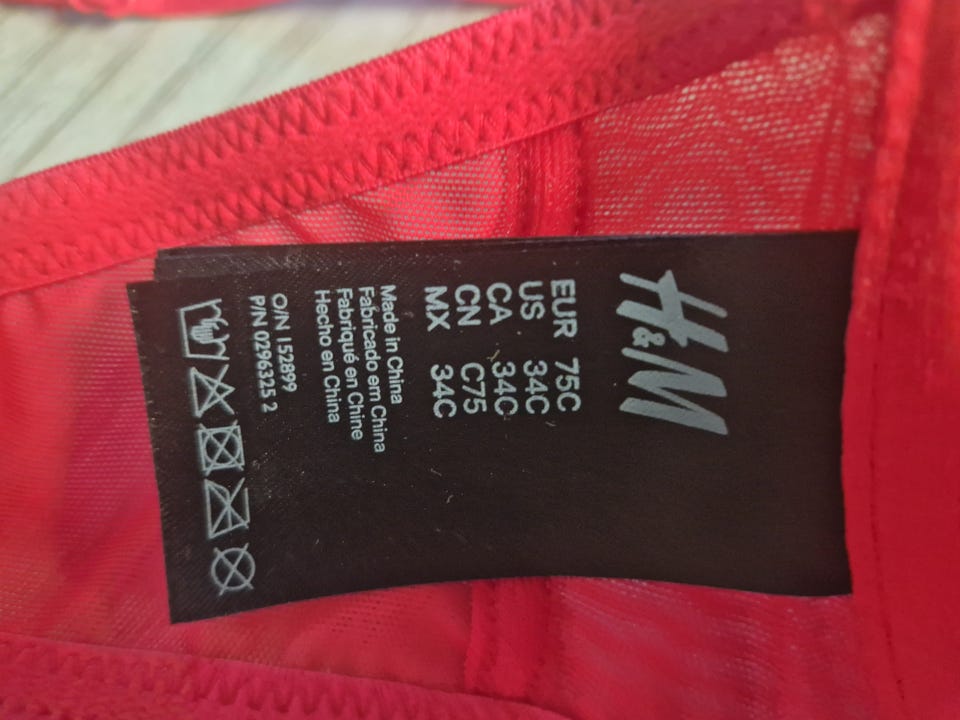 H&M
EUR 75C
US 34C
CA 34C
CN C75
MX 34C
Made in China
Fabricado em China
Fabriqué en Chine
Hecho en China
O/N 152899
P/N 0296325 2